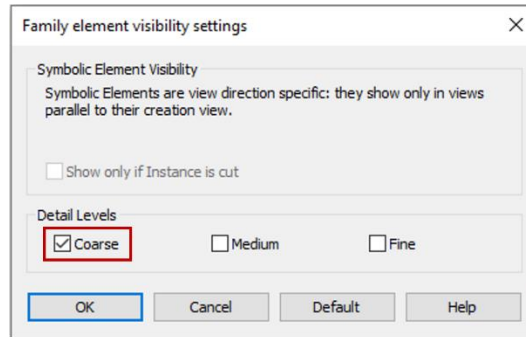 Family element visibility settings
Symbolic Element Visibility
Symbolic Elements are view direction specific: they show only in views
parallel to their creation view.
Show only if Instance is cut
Detail Levels
Coarse Medium Fine
OK Cancel Default Help